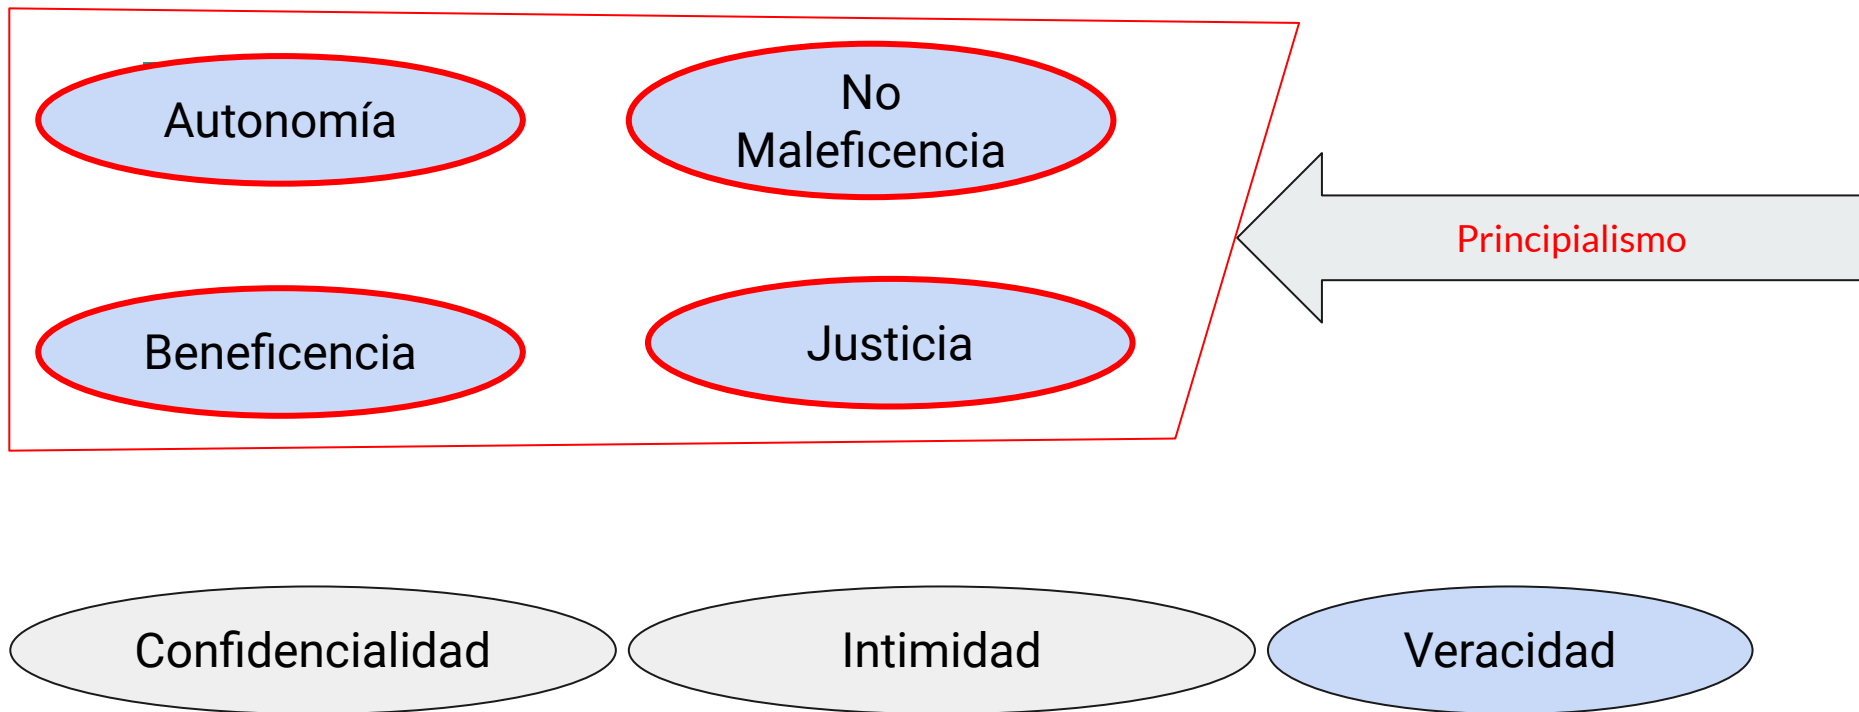 Autonomía
No
Maleficencia
Principialismo
Beneficencia
Justicia
Confidencialidad
Intimidad
Veracidad